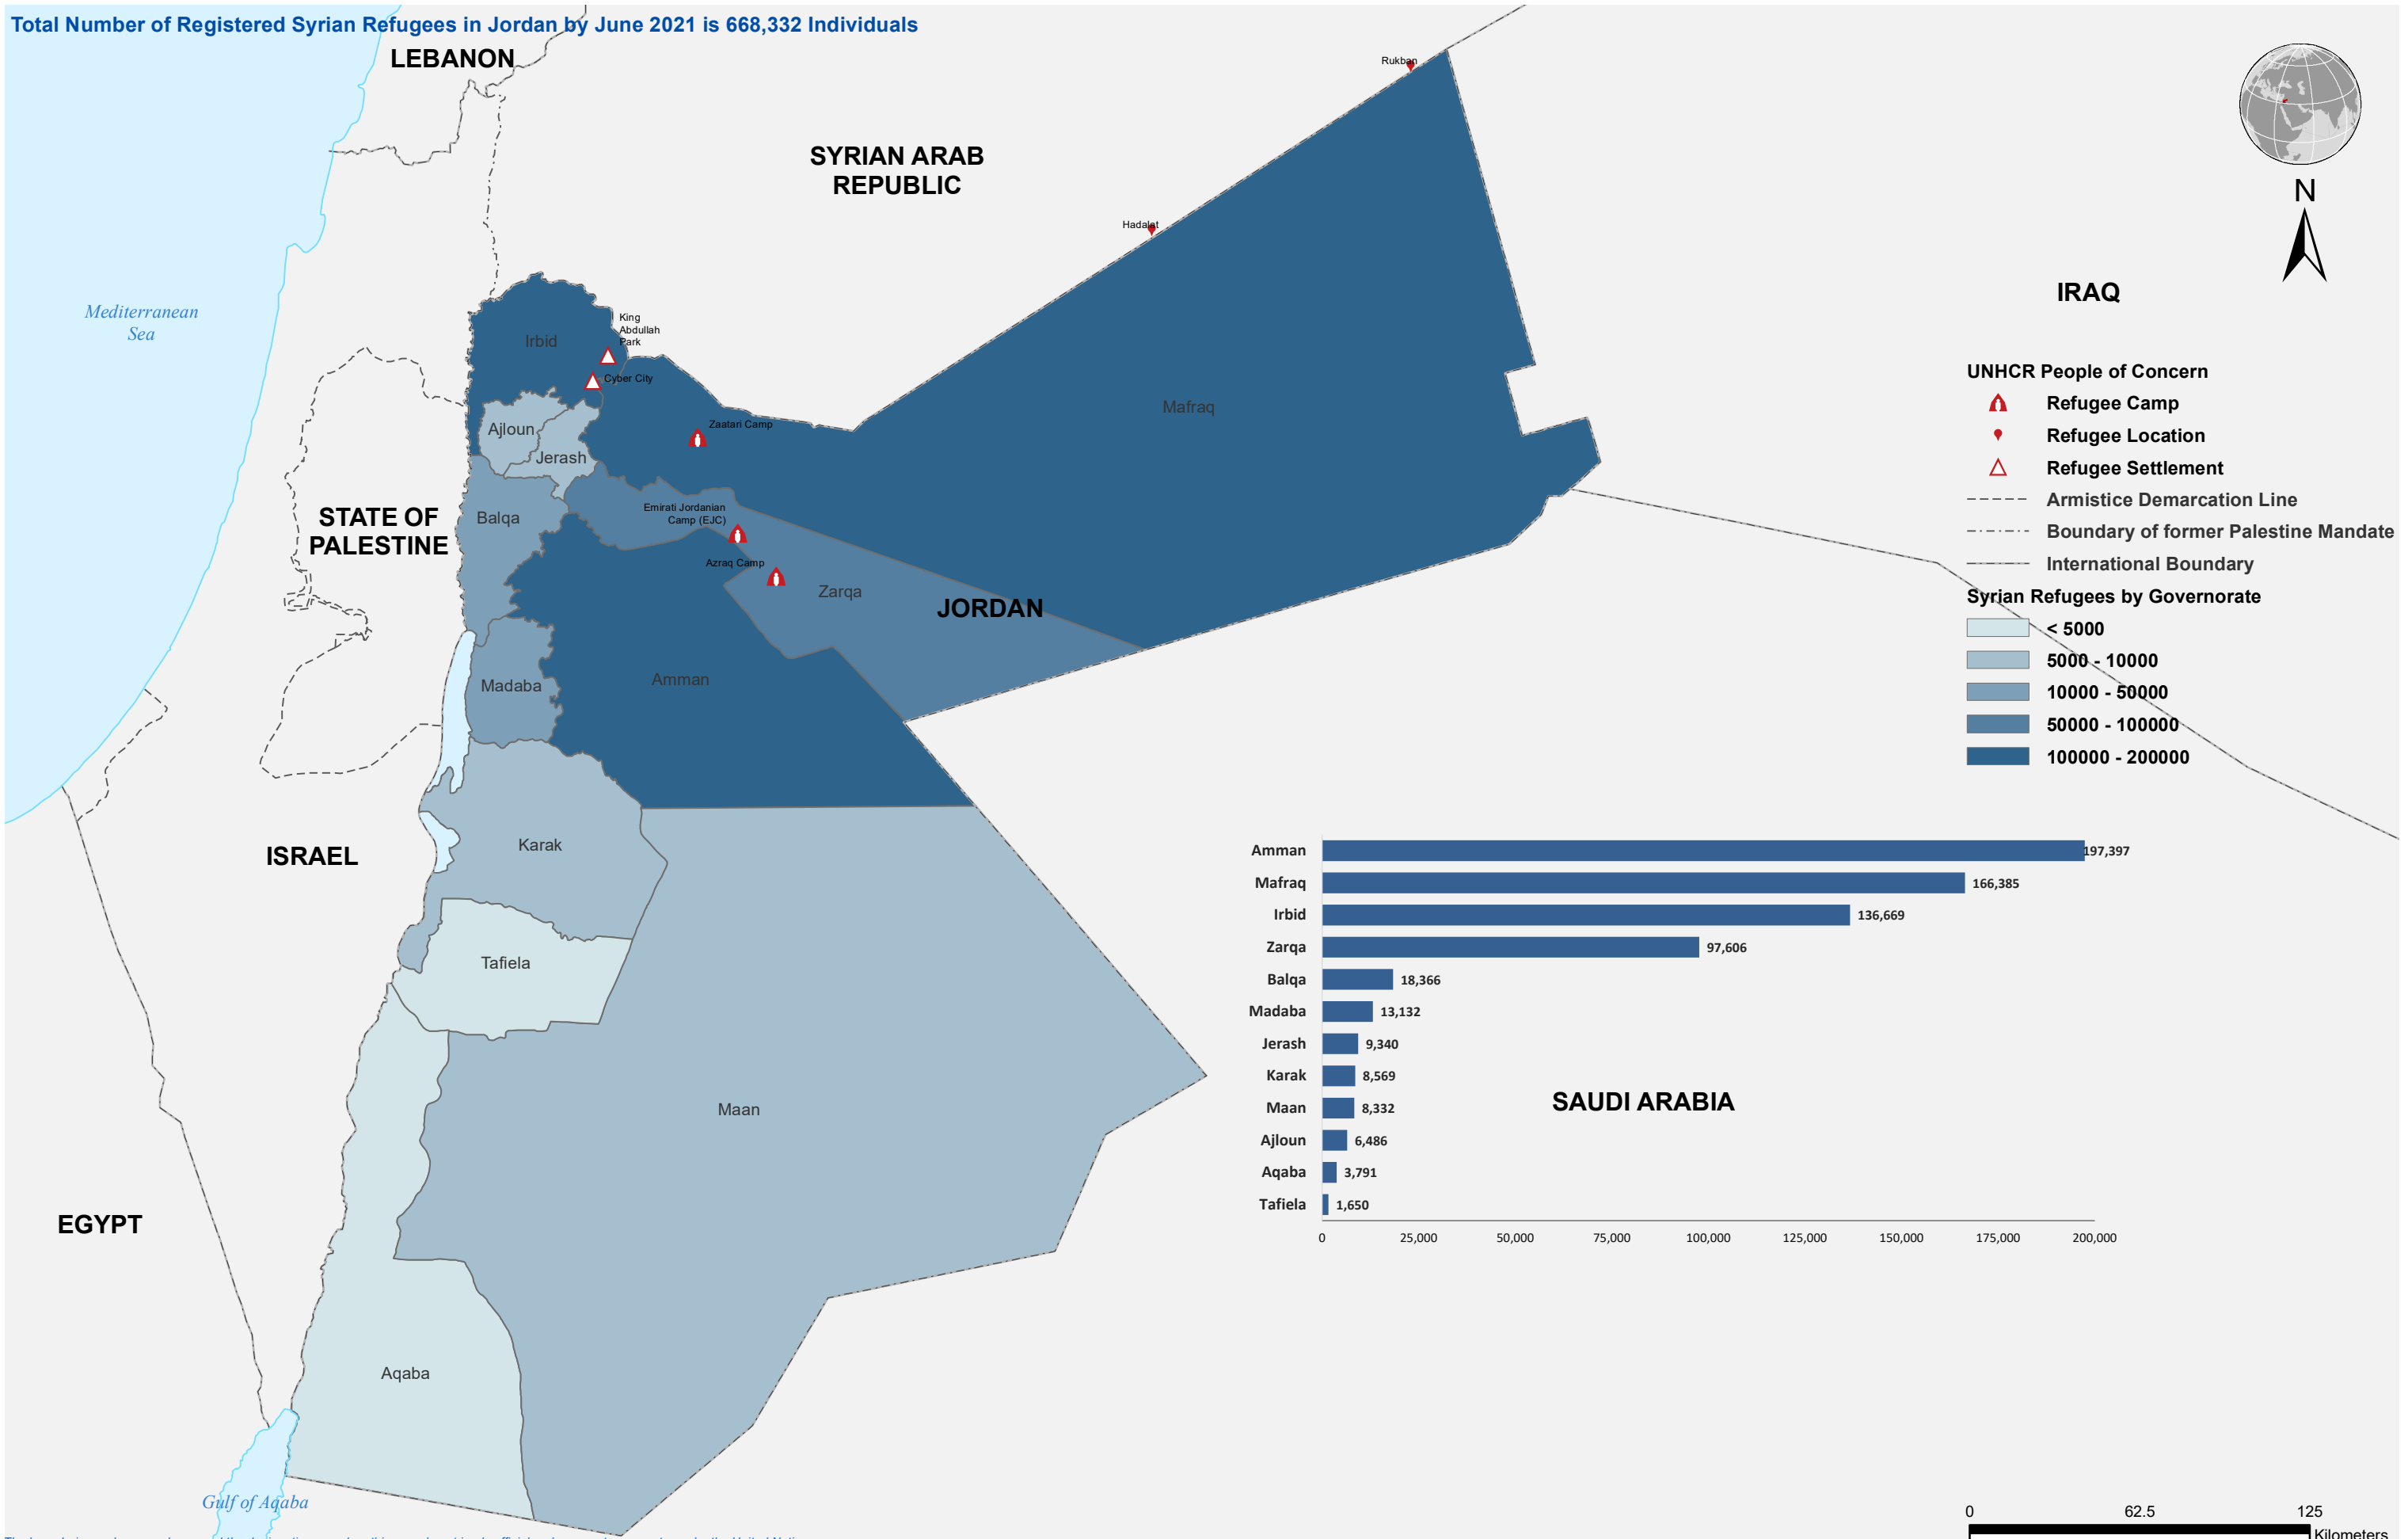 Total Number of Registered Syrian Refugees in Jordan by June 2021 is 668,332 Individuals
LEBANON
Rukban
SYRIAN ARAB
REPUBLIC
N
Hadalat
IRAQ
Mediterranean
Sea
King
Abdullah
Park
Irbid
Cyber City
Mafraq
Zaatari Camp
Ajloun
Jerash
STATE OF
PALESTINE
Balqa
Emirati Jordanian
Camp (EJC)
Azraq Camp
Zarqa
JORDAN
Madaba
Amman
UNHCR People of Concern
Refugee Camp
Refugee Location
Refugee Settlement
Armistice Demarcation Line
Boundary of former Palestine Mandate
International Boundary
Syrian Refugees by Governorate
< 5000
5000 - 10000
10000 - 50000
50000 - 100000
100000 - 200000
Karak
ISRAEL
Tafiela
Maan
EGYPT
Aqaba
Gulf of Aqaba
SAUDI ARABIA
Amman 197,397
Mafraq 166,385
Irbid 136,669
Zarqa 97,606
Balqa 18,366
Madaba 13,132
Jerash 9,340
Karak 8,569
Maan 8,332
Ajloun 6,486
Aqaba 3,791
Tafiela 1,650
0 25,000 50,000 75,000 100,000 125,000 150,000 175,000 200,000
0 62.5 125
Kilometers